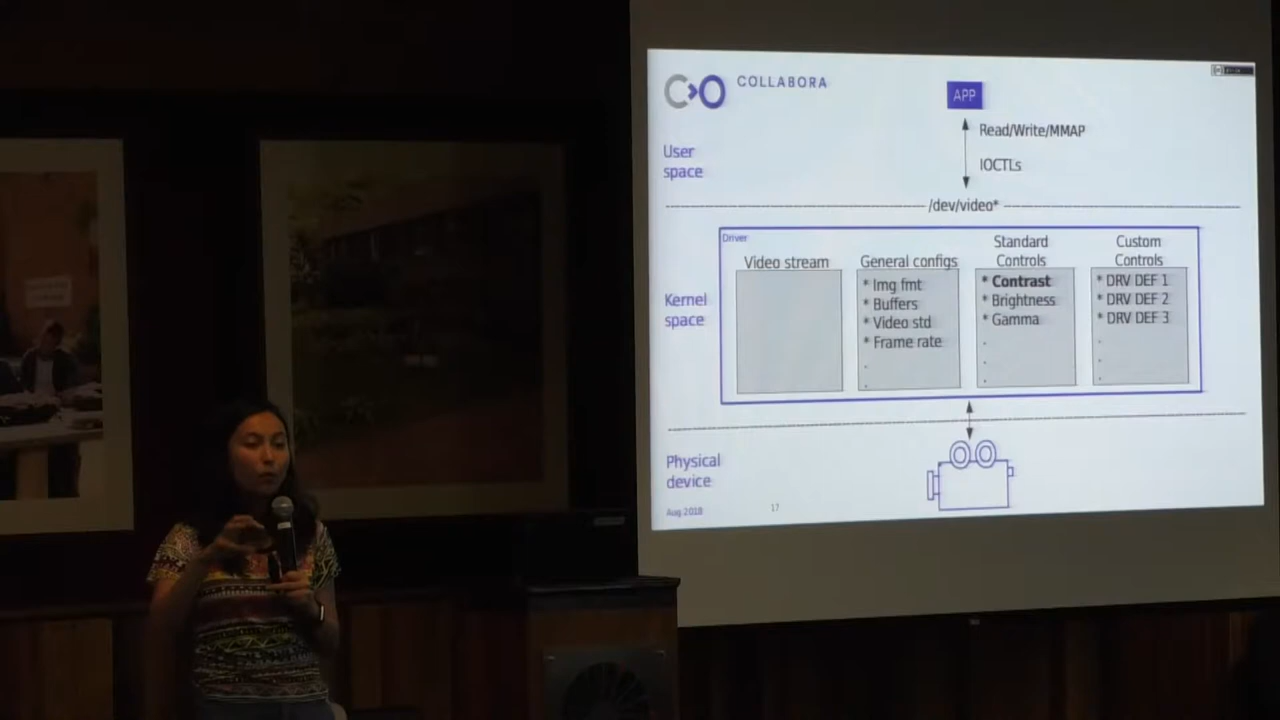 COLLABORA
APP
Read/Write/MMAP
IOCTLs
User
space
/dev/video*
Driver
Video stream
General configs
* Img fmt
* Buffers
* Video std
* Frame rate
.
.
Standard
Controls
* Contrast
* Brightness
* Gamma
.
.
.
Custom
Controls
* DRV DEF 1
* DRV DEF 2
* DRV DEF 3
.
.
.
Kernel
space
Physical
device
Aug 2018
17